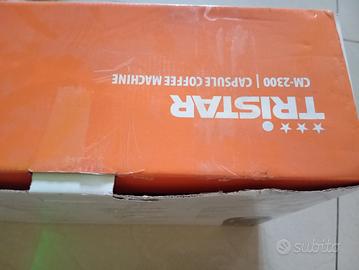 TRISTAR
CM-2300 | CAPSULE COFFEE MACHINE
subito